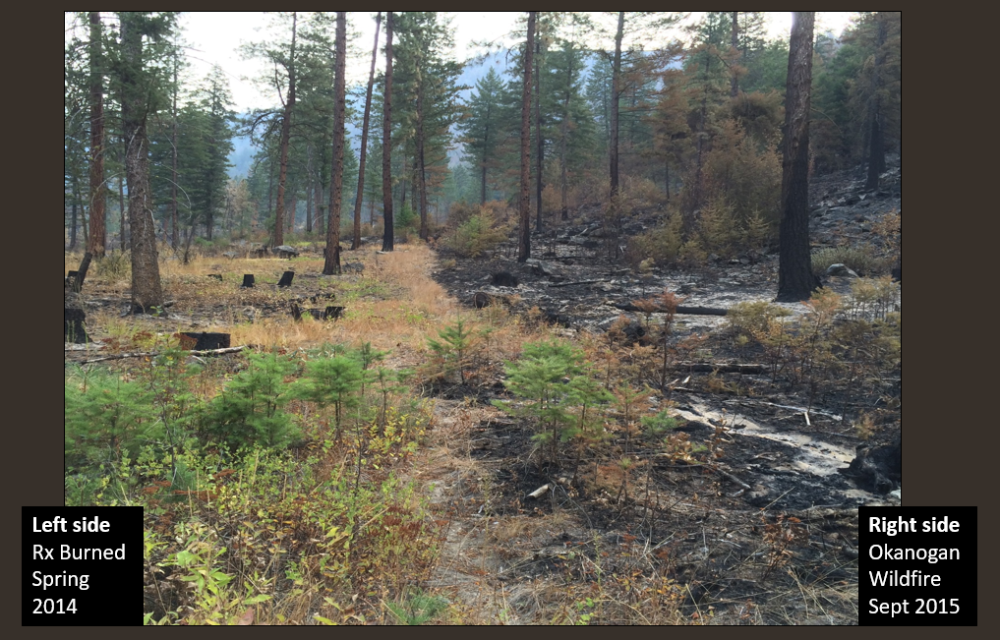 Left side
Rx Burned
Spring
2014
Right side
Okanogan
Wildfire
Sept 2015